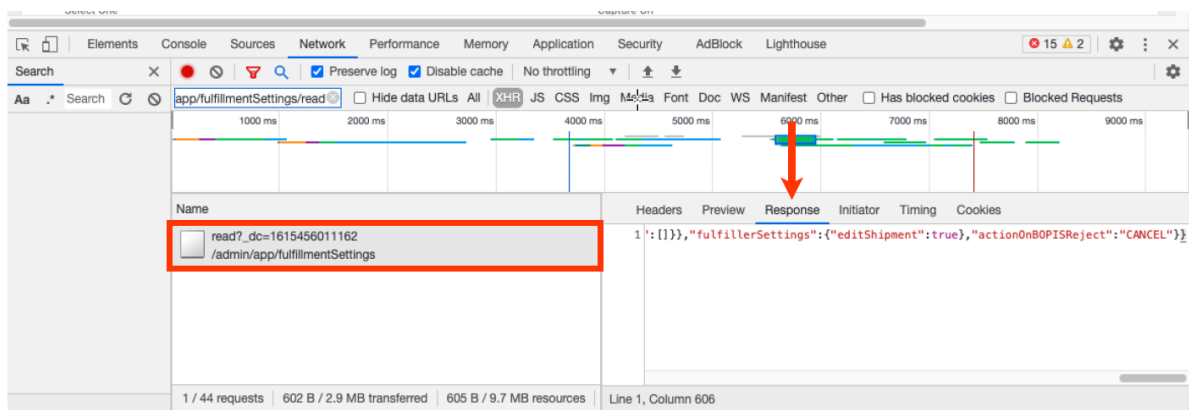 Elements Console Sources Network Performance Memory Application Security AdBlock Lighthouse 15 2
Search Preserve log Disable cache No throttling
Aa .* Search app/fulfillmentSettings/read Hide data URLs All XHR JS CSS Img Media Font Doc WS Manifest Other Has blocked cookies Blocked Requests
1000 ms 2000 ms 3000 ms 4000 ms 5000 ms 6000 ms 7000 ms 8000 ms 9000 ms
Name
Headers Preview Response Initiator Timing Cookies
read?_dc=1615456011162
/admin/app/fulfillmentSettings
1 ':[]}},"fulfillerSettings":{"editShipment":true},"actionOnBOPISReject":"CANCEL"}}
1 / 44 requests 602 B / 2.9 MB transferred 605 B / 9.7 MB resources Line 1, Column 606